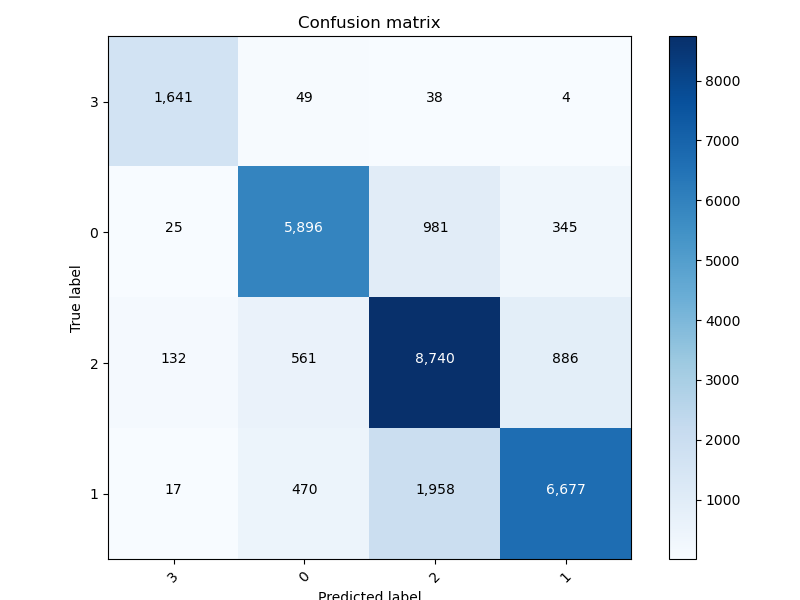 Confusion matrix
3 1,641 49 38 4
0 25 5,896 981 345
2 132 561 8,740 886
1 17 470 1,958 6,677
3 0 2 1
True label
Predicted label
8000
7000
6000
5000
4000
3000
2000
1000